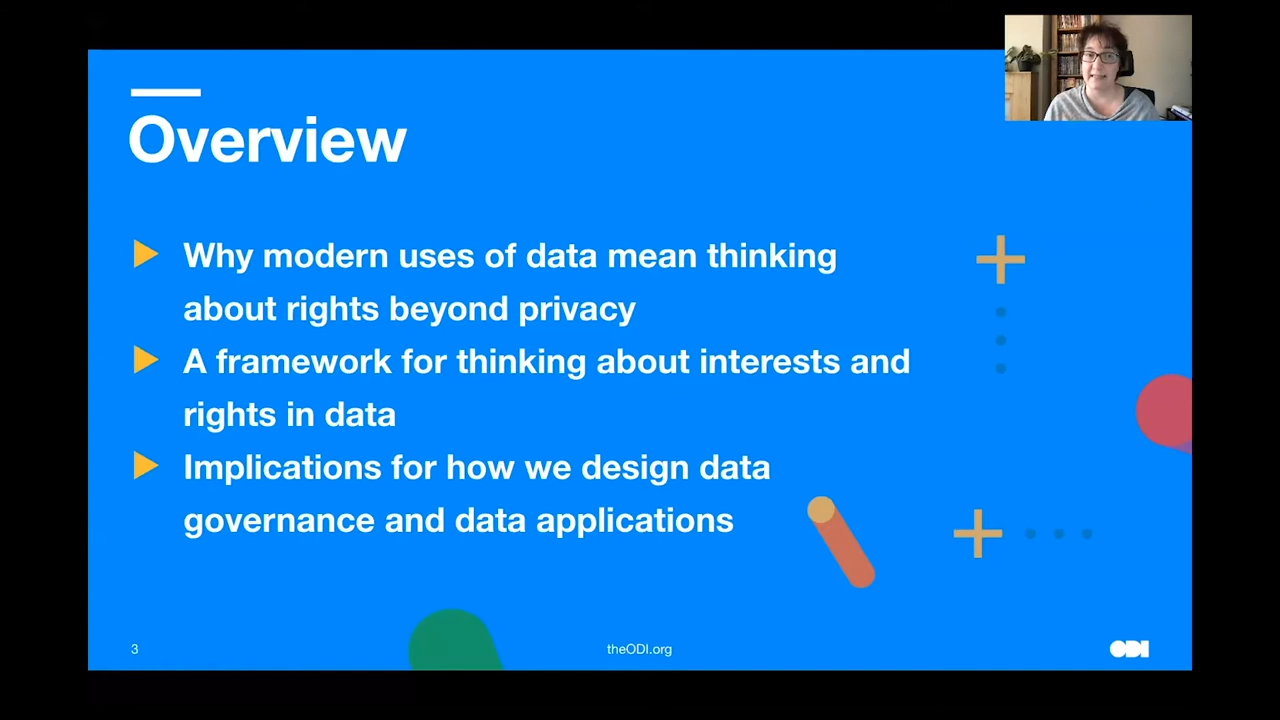 Overview
Why modern uses of data mean thinking
about rights beyond privacy
A framework for thinking about interests and
rights in data
Implications for how we design data
governance and data applications
3
theODI.org
ODI